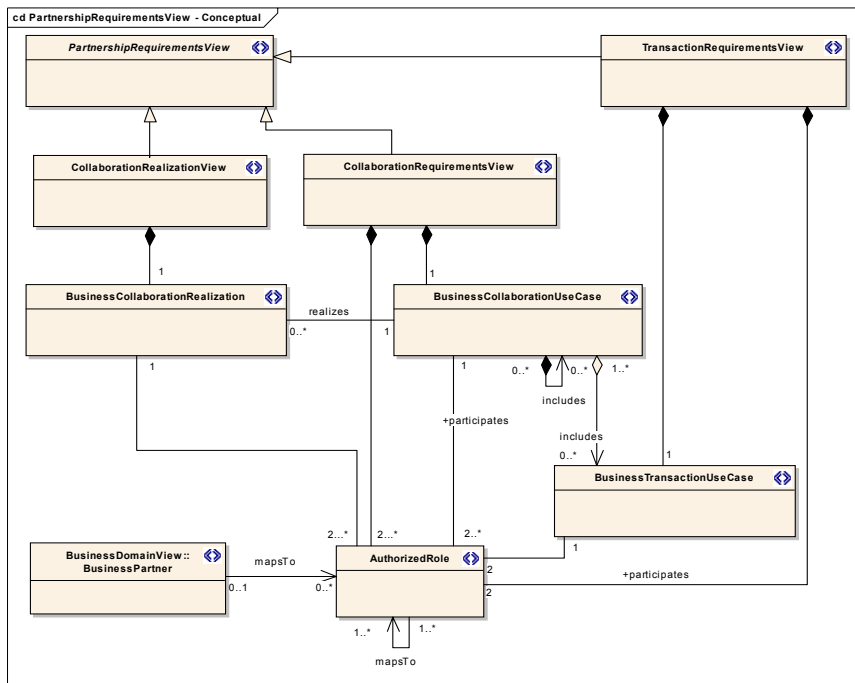 cd PartnershipRequirementsView - Conceptual
PartnershipRequirementsView
TransactionRequirementsView
CollaborationRealizationView
CollaborationRequirementsView
1
1
BusinessCollaborationRealization
BusinessCollaborationUseCase
realizes
0..*
1
1
1
0..*
0..*
1..*
includes
+participates
includes
0..*
1
BusinessTransactionUseCase
2...*
2...*
2..*
1
BusinessDomainView::
BusinessPartner
mapsTo
0..1
0..*
AuthorizedRole
2
2
+participates
1..*
1..*
mapsTo